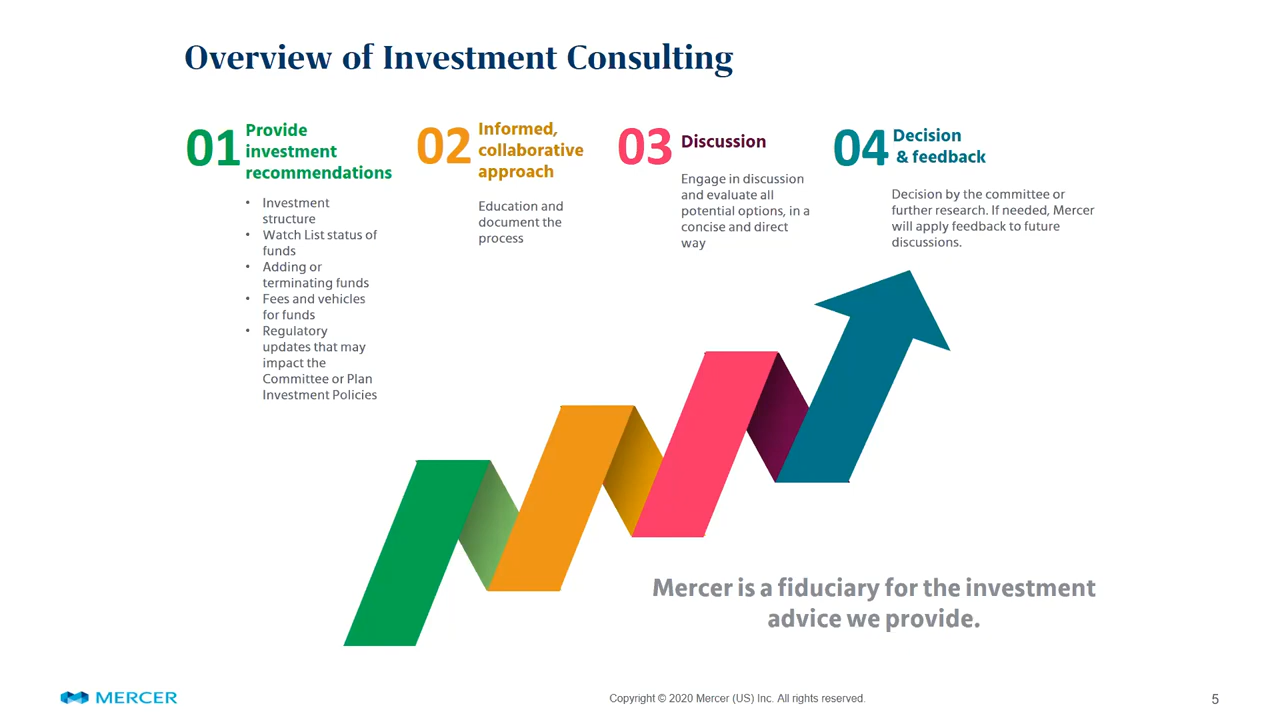 Overview of Investment Consulting
01
Provide
investment
recommendations
• Investment
structure
• Watch List status of
funds
• Adding or
terminating funds
• Fees and vehicles
for funds
• Regulatory
updates that may
impact the
Committee or Plan
Investment Policies
02
Informed,
collaborative
approach
Education and
document the
process
03
Discussion
Engage in discussion
and evaluate all
potential options, in a
concise and direct
way
04
Decision
& feedback
Decision by the committee or
further research. If needed, Mercer
will apply feedback to future
discussions.
Mercer is a fiduciary for the investment
advice we provide.
MERCER
Copyright © 2020 Mercer (US) Inc. All rights reserved.
5